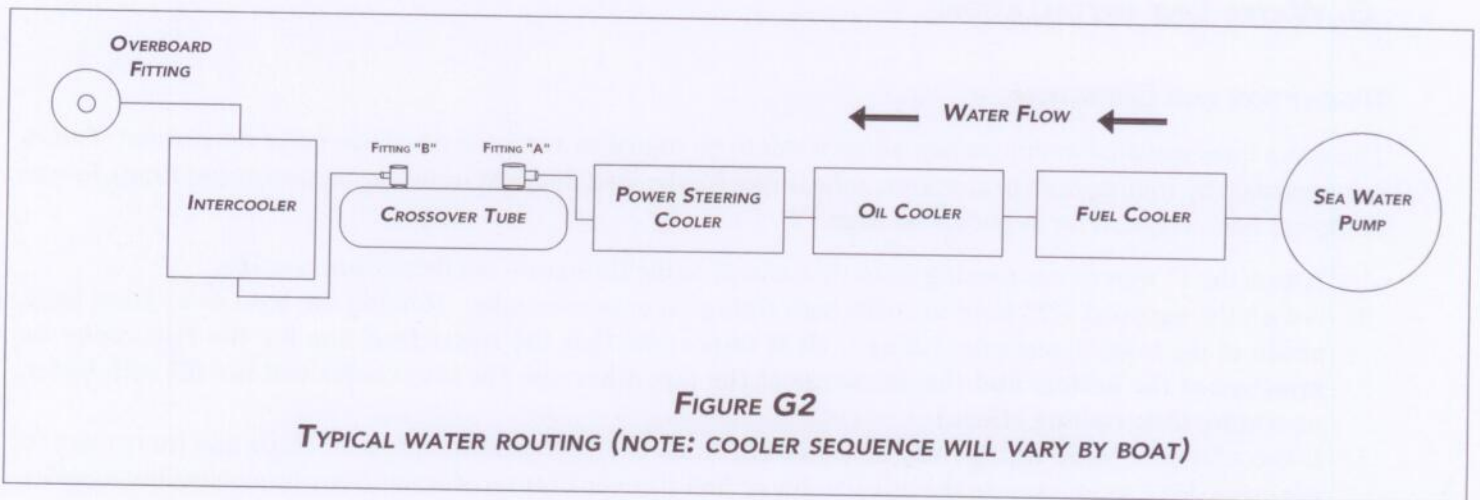 OVERBOARD
FITTING
WATER FLOW
FITTING "B"
FITTING "A"
INTERCOOLER
CROSSOVER TUBE
POWER STEERING
COOLER
OIL COOLER
FUEL COOLER
SEA WATER
PUMP
FIGURE G2
TYPICAL WATER ROUTING (NOTE: COOLER SEQUENCE WILL VARY BY BOAT)